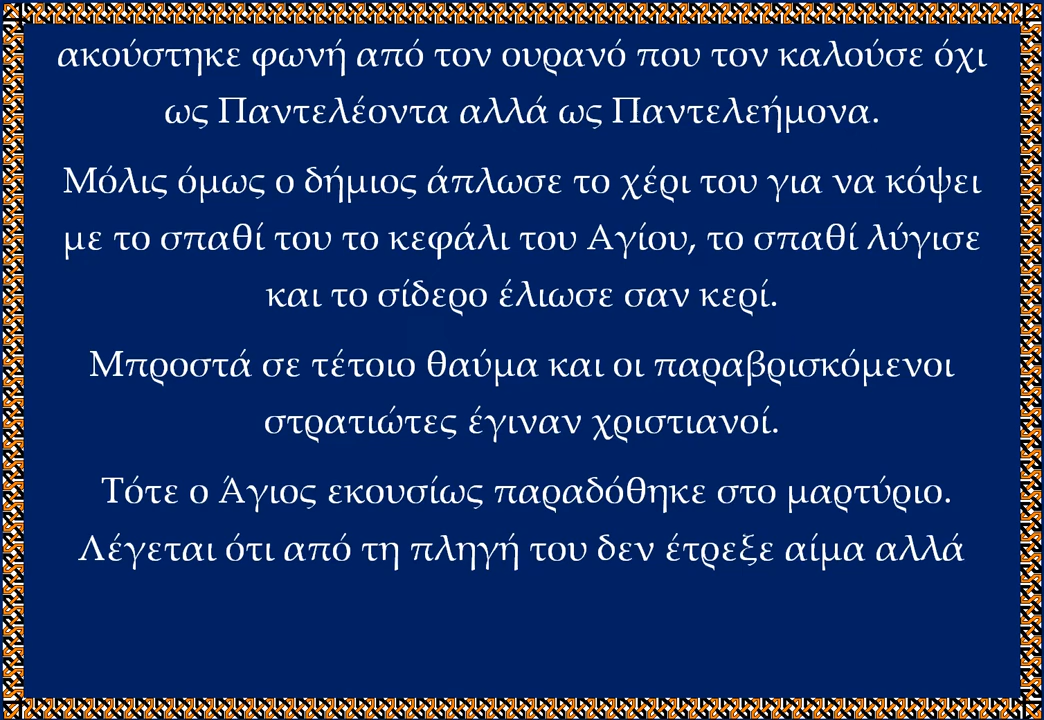 ακούστηκε φωνή από τον ουρανό που τον καλούσε όχι
ως Παντελέοντα αλλά ως Παντελεήμονα.
Μόλις όμως ο δήμιος άπλωσε το χέρι του για να κόψει
με το σπαθί του το κεφάλι του Αγίου, το σπαθί λύγισε
και το σίδερο έλιωσε σαν κερί.
Μπροστά σε τέτοιο θαύμα και οι παραβρισκόμενοι
στρατιώτες έγιναν χριστιανοί.
Τότε ο Άγιος εκουσίως παραδόθηκε στο μαρτύριο.
Λέγεται ότι από τη πληγή του δεν έτρεξε αίμα αλλά